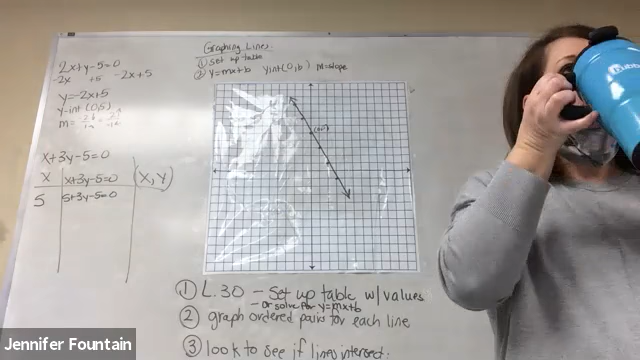 2x+y-5=0
-2x +5 -2x+5
y=-2x+5
y-int (0,5)
m=
x+3y-5=0
X x+3y-5=0 (X, Y)
5 5+3y-5=0
Graphing Lines:
① set up table
② y=mx+b yint(0,b) m=slope
① L.30 - Set up table w/values
- or solve for y=mx+b
② graph ordered pairs for each line
③ look to see if lines intersect.
Jennifer Fountain